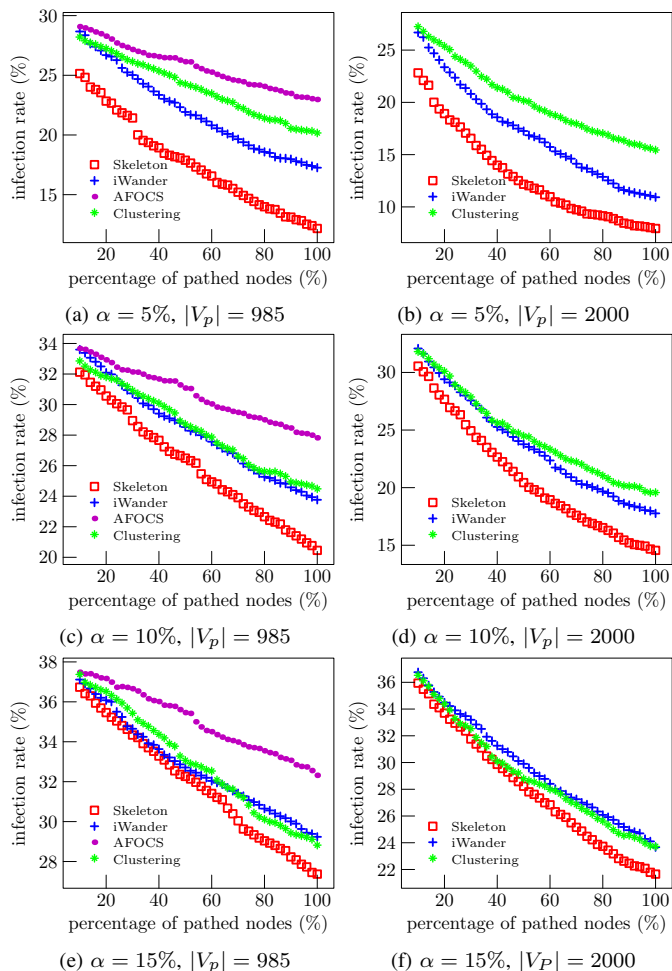 30
25
20
15
infection rate (%)
Skeleton
iWander
AFOCS
Clustering
20 40 60 80 100
percentage of pathed nodes (%)
(a) α = 5%, |Vₚ| = 985
25
20
15
10
infection rate (%)
Skeleton
iWander
Clustering
20 40 60 80 100
percentage of pathed nodes (%)
(b) α = 5%, |Vₚ| = 2000
34
32
30
28
26
24
22
20
infection rate (%)
Skeleton
iWander
AFOCS
Clustering
20 40 60 80 100
percentage of pathed nodes (%)
(c) α = 10%, |Vₚ| = 985
30
25
20
15
infection rate (%)
Skeleton
iWander
Clustering
20 40 60 80 100
percentage of pathed nodes (%)
(d) α = 10%, |Vₚ| = 2000
38
36
34
32
30
28
infection rate (%)
Skeleton
iWander
AFOCS
Clustering
20 40 60 80 100
percentage of pathed nodes (%)
(e) α = 15%, |Vₚ| = 985
36
34
32
30
28
26
24
22
infection rate (%)
Skeleton
iWander
Clustering
20 40 60 80 100
percentage of pathed nodes (%)
(f) α = 15%, |V_P| = 2000